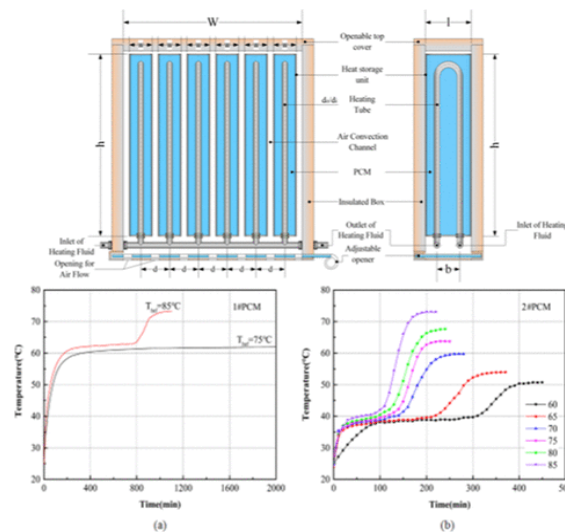 W
l
Openable top
cover
w w w w w w
Heat storage
unit
h
dₒ/dᵢ
Heating
Tube
h
Air Convection
Channel
PCM
Insulated Box
Inlet of
Heating Fluid
Outlet of
Heating Fluid
Inlet of Heating
Fluid
Opening for
Air Flow
Adjustable
opener
d d d d d
b
80
70
60
50
40
30
20
Temperature(°C)
T =85°C
1#PCM
T =75°C
0 400 800 1200 1600 2000
Time(min)
(a)
80
70
60
50
40
30
20
Temperature(°C)
2#PCM
60
65
70
75
80
85
0 100 200 300 400 500
Time(min)
(b)